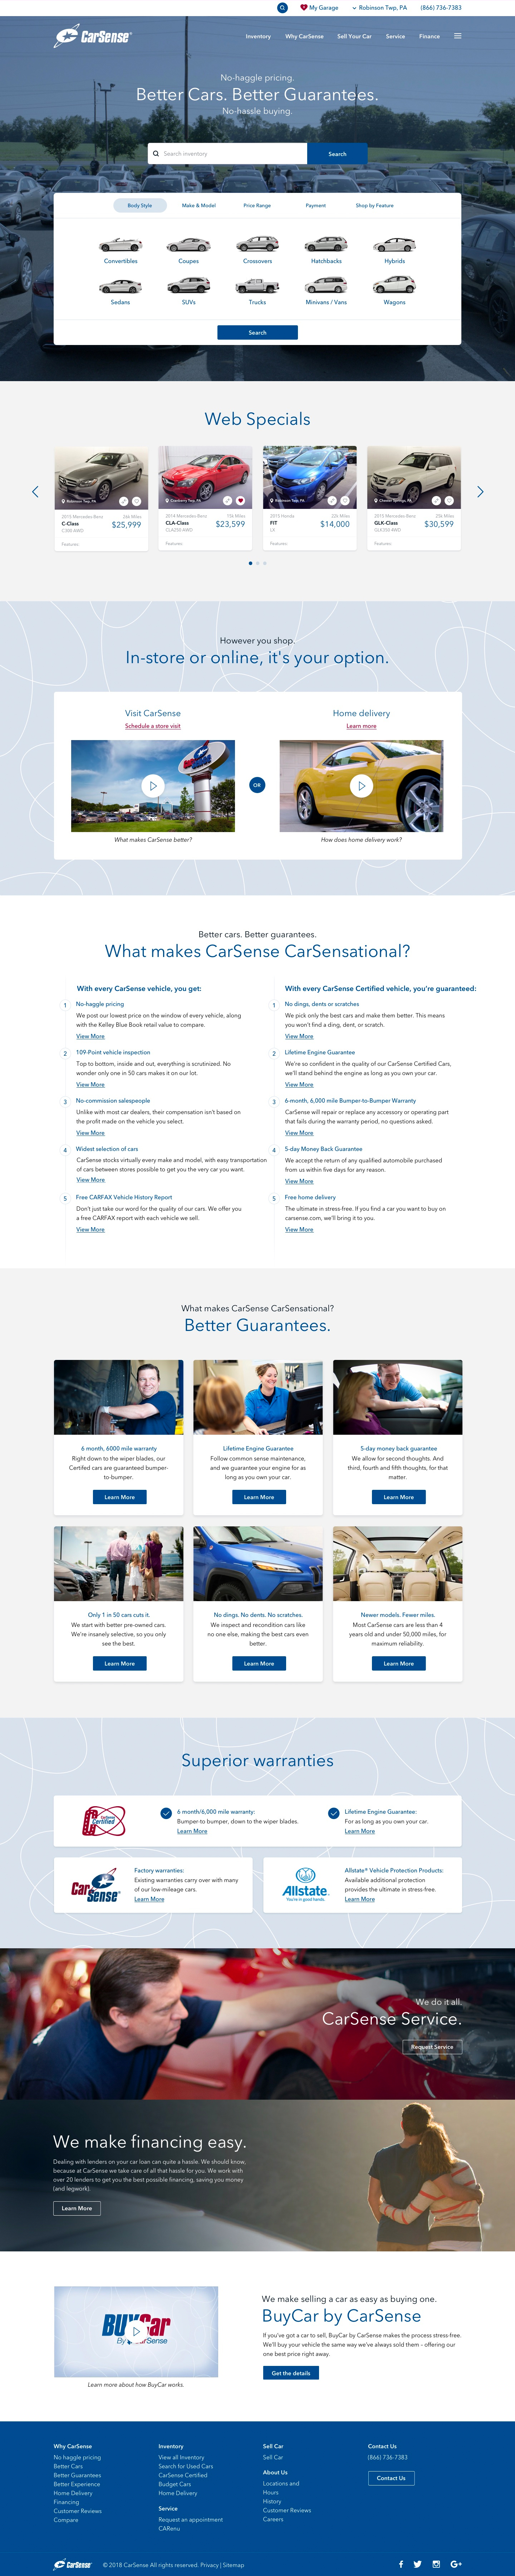 My Garage
Robinson Twp, PA
(866) 736-7383
CarSense
Inventory
Why CarSense
Sell Your Car
Service
Finance
No-haggle pricing.
Better Cars. Better Guarantees.
No-hassle buying.
Search inventory
Search
Body Style
Make & Model
Price Range
Payment
Shop by Feature
Convertibles
Coupes
Crossovers
Hatchbacks
Hybrids
Sedans
SUVs
Trucks
Minivans / Vans
Wagons
Search
Web Specials
Robinson Twp, PA
Cranberry Twp, PA
Robinson Twp, PA
2015 Mercedes-Benz
C-Class
C300 AWD
$25,999
Features:
2014 Mercedes-Benz
15k Miles
CLA-Class
CLA250 AWD
$23,599
Features:
2015 Honda
22k Miles
FIT
LX
$14,000
Features:
2015 Mercedes-Benz
25k Miles
GLK-Class
GLK350 AWD
$30,599
Features:
However you shop.
In-store or online, it's your option.
Visit CarSense
Schedule a store visit
Home delivery
Learn more
OR
What makes CarSense better?
How does home delivery work?
Better cars. Better guarantees.
What makes CarSense CarSensational?
With every CarSense vehicle, you get:
1
No-haggle pricing
We post our lowest price on the window of every vehicle, along
with the Kelley Blue Book retail value to compare.
View More
2
109-Point vehicle inspection
Top to bottom, inside and out, everything is scrutinized. No
wonder only one in 50 cars makes it on our lot.
View More
3
No-commission salespeople
Unlike with most car dealers, their compensation isn't based on
the profit made on the vehicle you select.
View More
4
Widest selection of cars
CarSense stocks virtually every make and model, with easy transportation
of cars between stores possible to get you the very car you want.
View More
5
Free CARFAX Vehicle History Report
Don't just take our word for the quality of our cars. We offer you
a free CARFAX report with each vehicle we sell.
View More
With every CarSense Certified vehicle, you're guaranteed:
1
No dings, dents or scratches
We pick only the best cars and make them better. This means
you won't find a ding, dent, or scratch.
View More
2
Lifetime Engine Guarantee
We're so confident in the quality of our CarSense Certified Cars,
we'll stand behind the engine as long as you own your car.
View More
3
6-month, 6,000 mile Bumper-to-Bumper Warranty
CarSense will repair or replace any accessory or operating part
that fails during the warranty period, no questions asked.
View More
4
5-day Money Back Guarantee
We accept the return of any qualified automobile purchased
from us within five days for any reason.
View More
5
Free home delivery
The ultimate in stress-free. If you find a car you want to buy on
carsense.com, we'll bring it to you.
View More
What makes CarSense CarSensational?
Better Guarantees.
6 month, 6000 mile warranty
Right down to the wiper blades, our
Certified cars are guaranteed bumper-
to-bumper.
Learn More
Lifetime Engine Guarantee
Follow common sense maintenance,
and we guarantee your engine for as
long as you own your car.
Learn More
5-day money back guarantee
We allow for second thoughts. And
third, fourth and fifth thoughts, for that
matter.
Learn More
Only 1 in 50 cars cuts it.
We start with better pre-owned cars.
We're insanely selective, so you only
see the best.
Learn More
No dings. No dents. No scratches.
We inspect and recondition cars like
no one else, making the best cars even
better.
Learn More
Newer models. Fewer miles.
Most CarSense cars are less than 4
years old and under 50,000 miles, for
maximum reliability.
Learn More
Superior warranties
CarSense
Certified
6 month/6,000 mile warranty:
Bumper-to bumper, down to the wiper blades.
Learn More
Lifetime Engine Guarantee:
For as long as you own your car.
Learn More
CarSense
Factory warranties:
Existing warranties carry over with many
of our low-mileage cars.
Learn More
Allstate
You're in good hands.
Allstate® Vehicle Protection Products:
Available additional protection
provides the ultimate in stress-free.
Learn More
We do it all.
CarSense Service.
Request Service
We make financing easy.
Dealing with lenders on your car loan can quite a hassle. We should know,
because at CarSense we take care of all that hassle for you. We work with
over 20 lenders to get you the best possible financing, saving you money
(and legwork).
Learn More
BUYCar
By CarSense
Learn more about how BuyCar works.
We make selling a car as easy as buying one.
BuyCar by CarSense
If you've got a car to sell, BuyCar by CarSense makes the process stress-free.
We'll buy your vehicle the same way we've always sold them - offering our
one best price right away.
Get the details
Why CarSense
No haggle pricing
Better Cars
Better Guarantees
Better Experience
Home Delivery
Financing
Customer Reviews
Compare
Inventory
View all Inventory
Search for Used Cars
CarSense Certified
Budget Cars
Home Delivery
Service
Request an appointment
CARenu
Sell Car
Sell Car
About Us
Locations and
Hours
History
Customer Reviews
Careers
Contact Us
(866) 736-7383
Contact Us
CarSense
© 2018 CarSense All rights reserved. Privacy | Sitemap